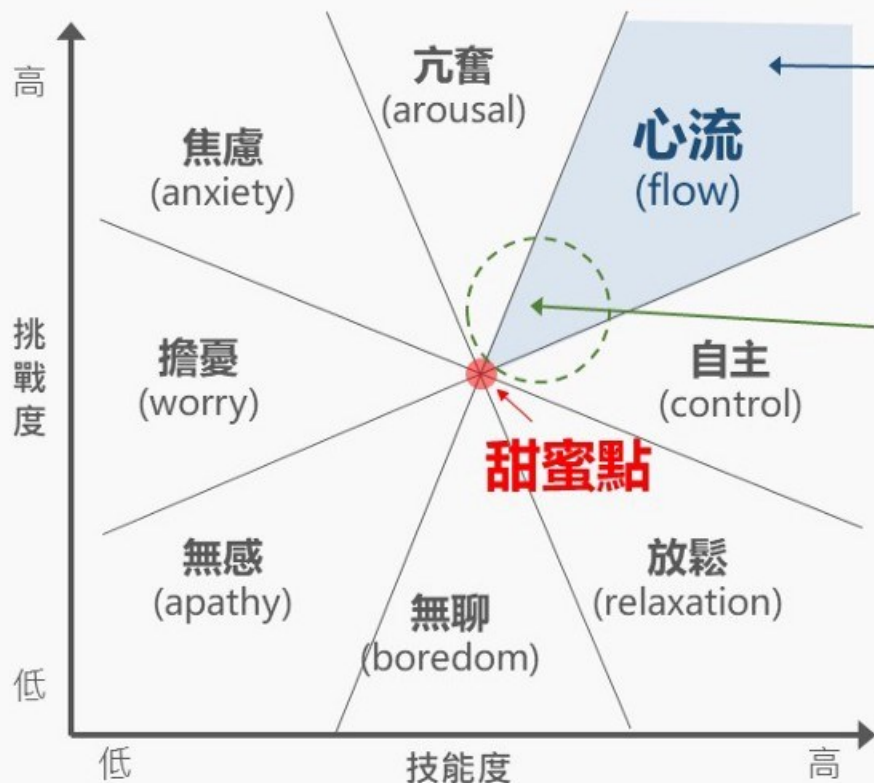 高
亢奮
(arousal)
焦慮
(anxiety)
心流
(flow)
挑戰度
擔憂
(worry)
自主
(control)
甜蜜點
無感
(apathy)
放鬆
(relaxation)
無聊
(boredom)
低
低
技能度
高